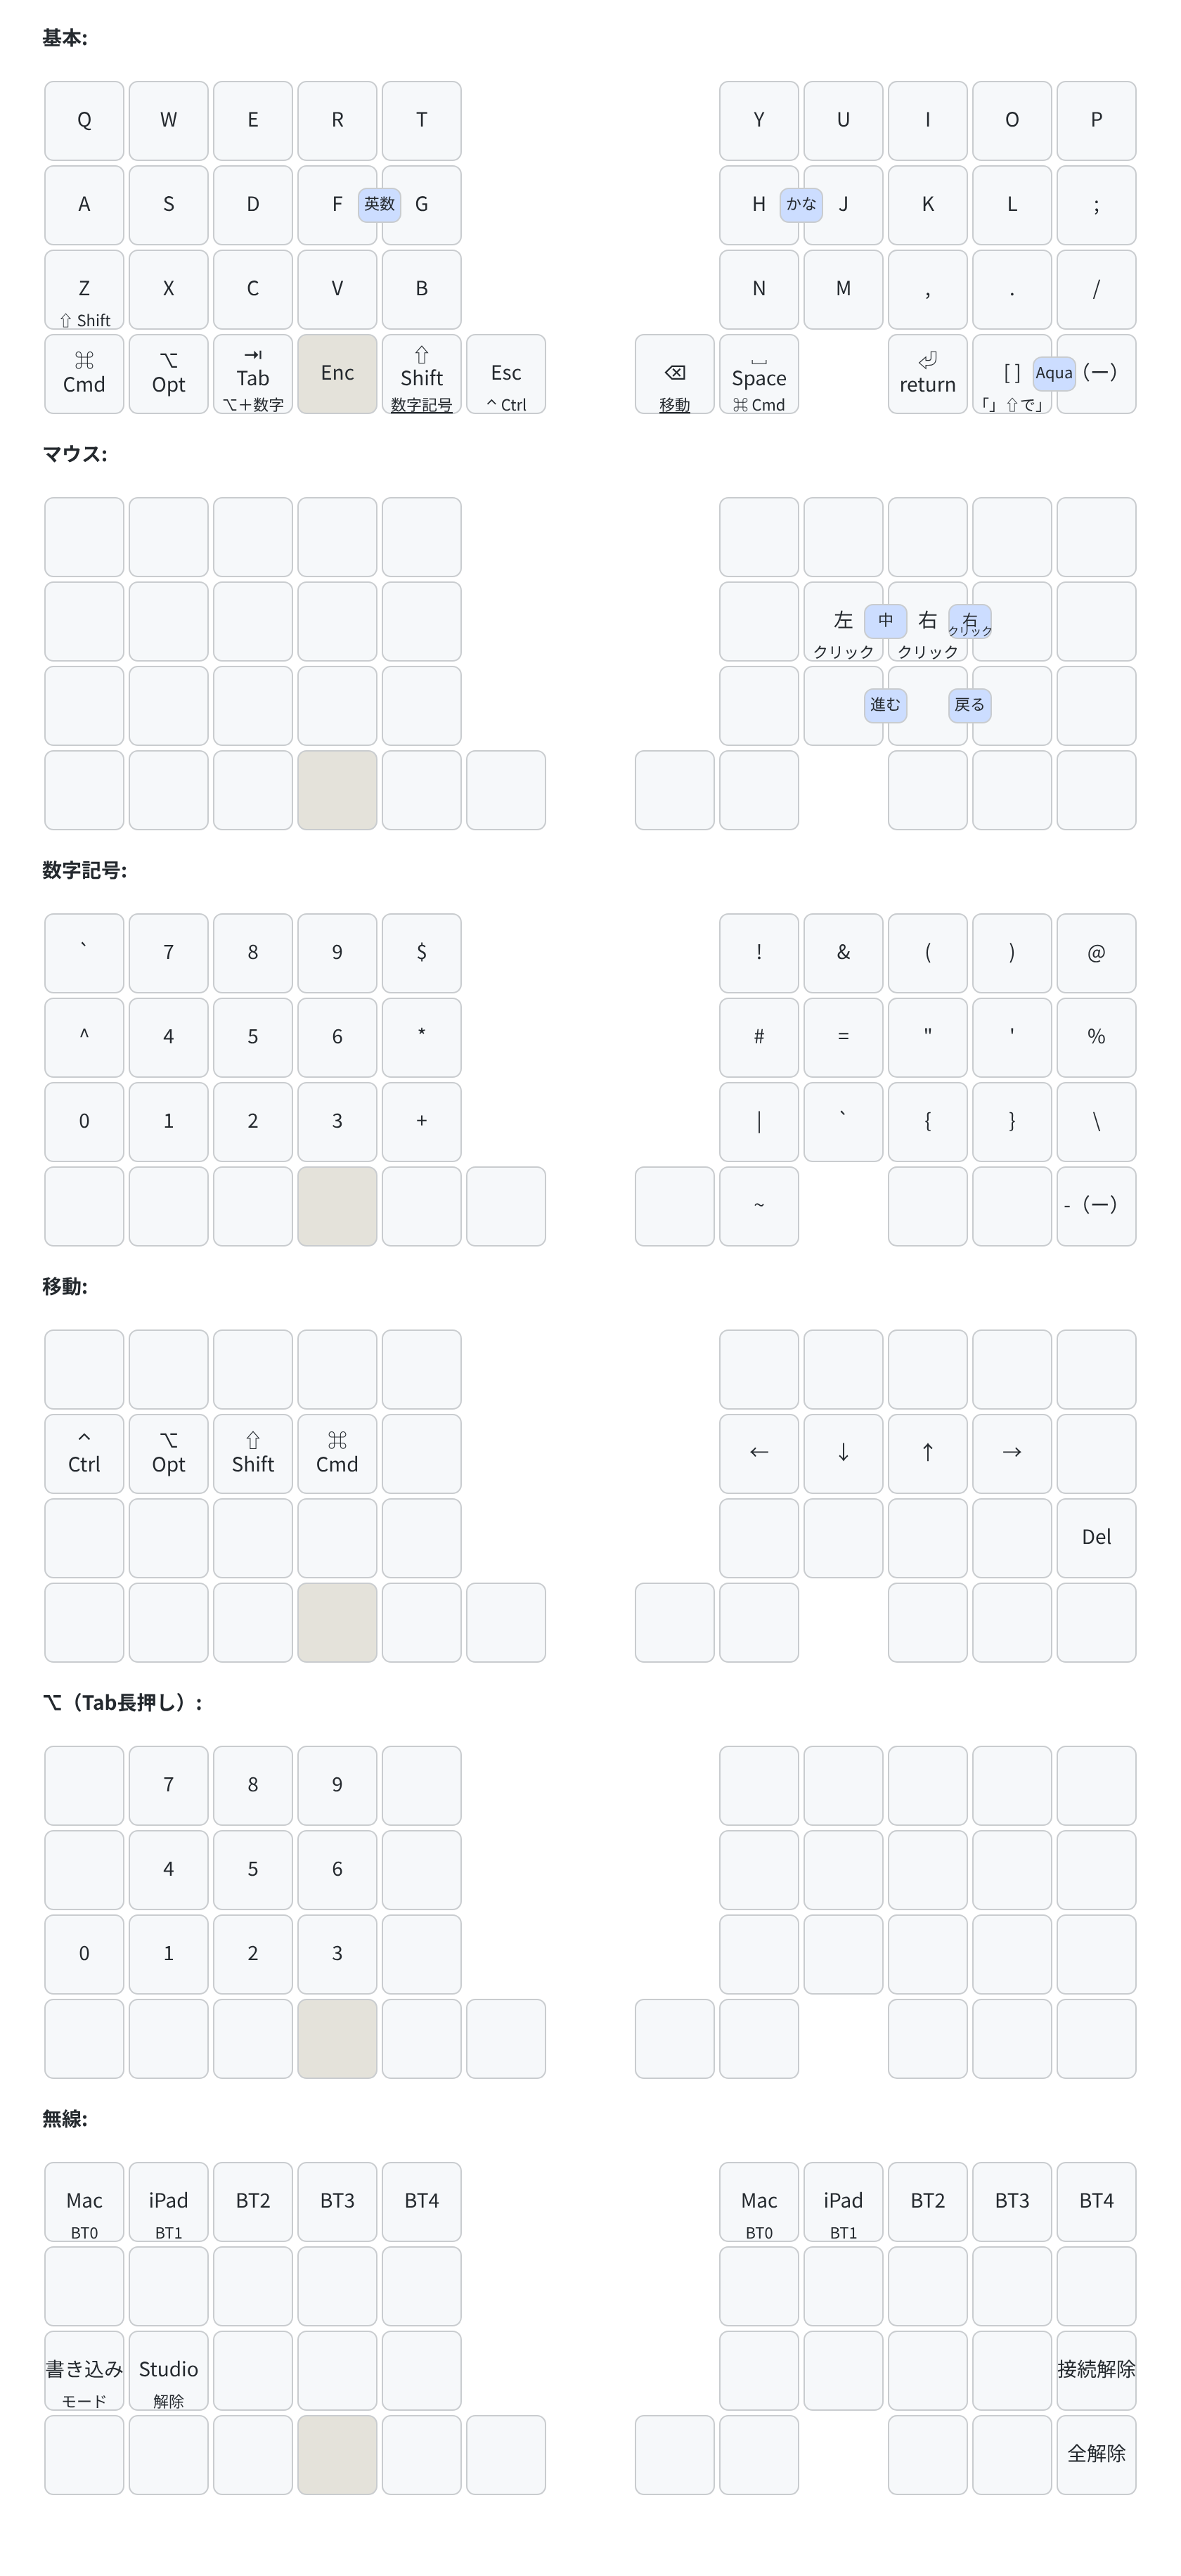 基本:
Q W E R T Y U I O P
A S D F 英数 G H かな J K L ;
Z X C V B N M , . /
⇧ Shift
⌘ ⌥ ⇥ ⇧ ⌫ ⎵ ⏎
Cmd Opt Tab Enc Shift Esc Space return [ ] Aqua (ー)
⌥+数字 数字記号 ^ Ctrl 移動 ⌘ Cmd 「」⇧で」
マウス:
左 中 右 右
クリック クリック クリック
進む 戻る
数字記号:
` 7 8 9 $ ! & ( ) @
^ 4 5 6 * # = " ' %
0 1 2 3 + | ` { } \
~ -（ー）
移動:
^ ⌥ ⇧ ⌘
Ctrl Opt Shift Cmd ← ↓ ↑ →
Del
⌥（Tab長押し）:
7 8 9
4 5 6
0 1 2 3
無線:
Mac iPad BT2 BT3 BT4 Mac iPad BT2 BT3 BT4
BT0 BT1 BT0 BT1
書き込み Studio 接続解除
モード 解除
全解除